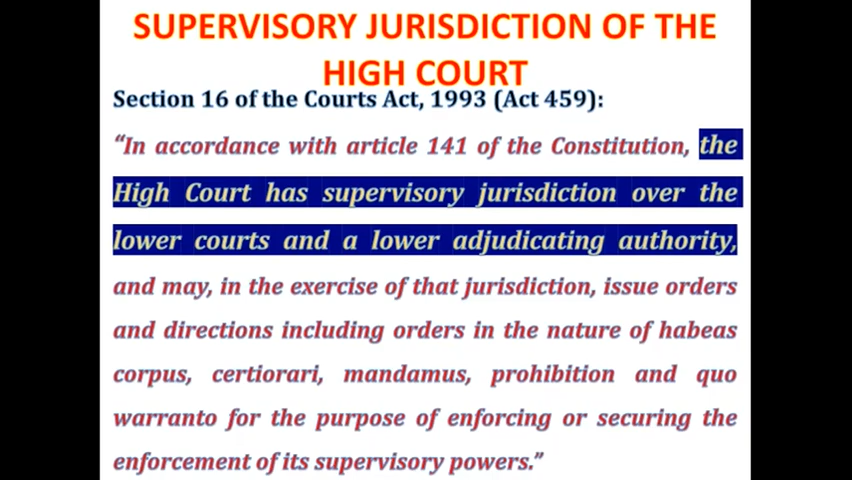 SUPERVISORY JURISDICTION OF THE
HIGH COURT
Section 16 of the Courts Act, 1993 (Act 459):
“In accordance with article 141 of the Constitution, the
High Court has supervisory jurisdiction over the
lower courts and a lower adjudicating authority,
and may, in the exercise of that jurisdiction, issue orders
and directions including orders in the nature of habeas
corpus, certiorari, mandamus, prohibition and quo
warranto for the purpose of enforcing or securing the
enforcement of its supervisory powers.”